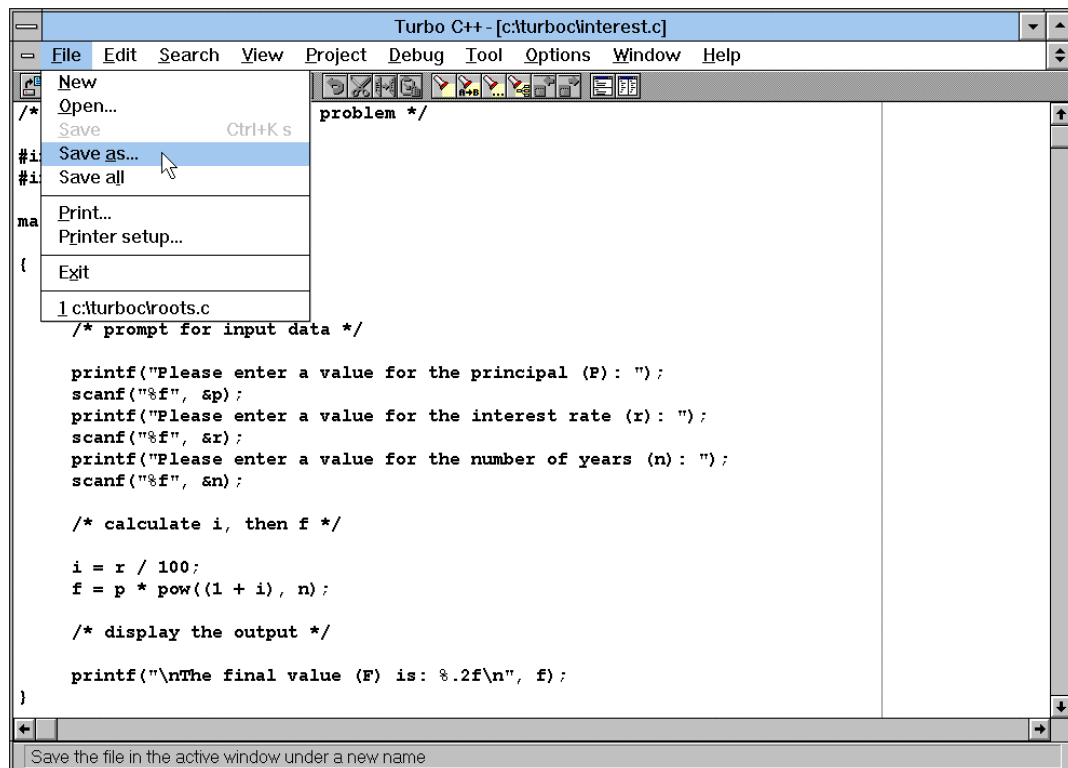 Turbo C++ - [c:\turboc\interest.c]
File Edit Search View Project Debug Tool Options Window Help
New
Open...
Save Ctrl+K s
Save as...
Save all
Print...
Printer setup...
Exit
1 c:\turboc\roots.c
A→B
/* problem */
#i
#i
ma
{
/* prompt for input data */
printf("Please enter a value for the principal (P): ");
scanf("%f", &p);
printf("Please enter a value for the interest rate (r): ");
scanf("%f", &r);
printf("Please enter a value for the number of years (n): ");
scanf("%f", &n);
/* calculate i, then f */
i = r / 100;
f = p * pow((1 + i), n);
/* display the output */
printf("\nThe final value (F) is: %.2f\n", f);
}
Save the file in the active window under a new name